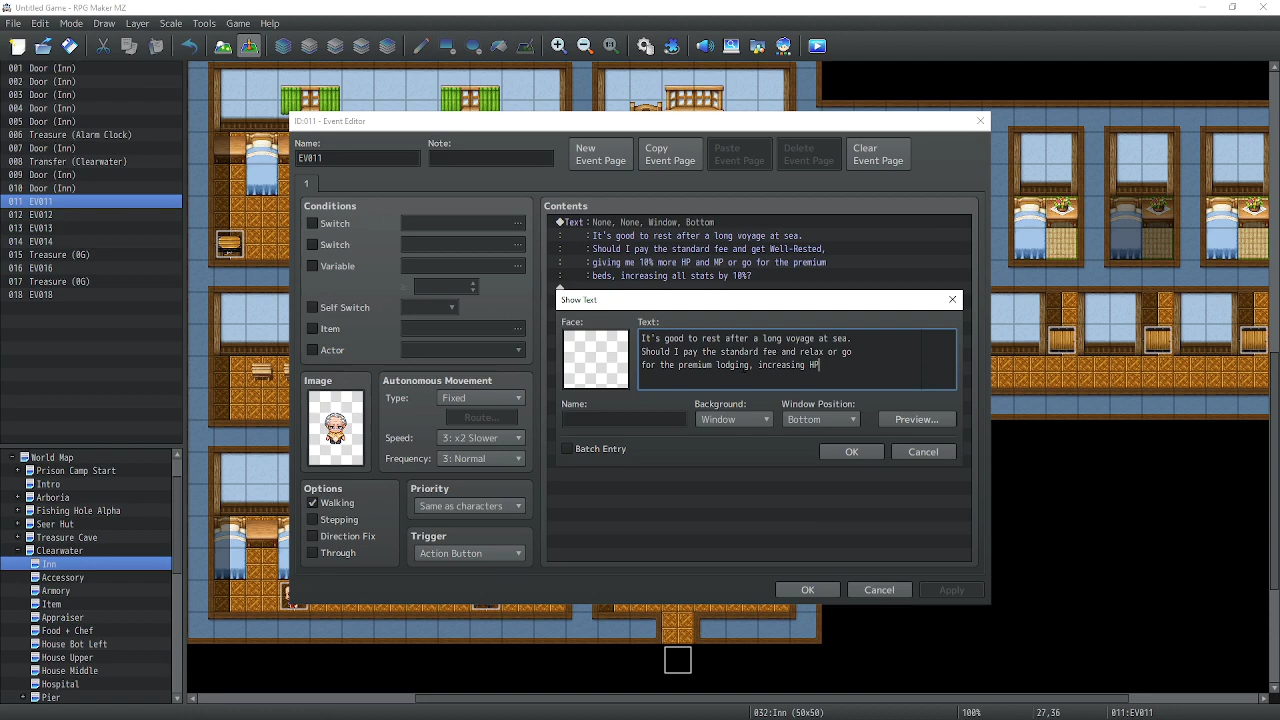 Untitled Game - RPG Maker MZ
File Edit Mode Draw Layer Scale Tools Game Help
001 Door (Inn)
002 Door (Inn)
003 Door (Inn)
004 Door (Inn)
005 Door (Inn)
006 Treasure (Alarm Clock)
007 Door (Inn)
008 Transfer (Clearwater)
009 Door (Inn)
010 Door (Inn)
011 EV011
012 EV012
013 EV013
014 EV014
015 Treasure (0G)
016 EV016
017 Treasure (0G)
018 EV018
World Map
Prison Camp Start
Intro
Arboria
Fishing Hole Alpha
Seer Hut
Treasure Cave
Clearwater
Inn
Accessory
Armory
Item
Appraiser
Food + Chef
House Bot Left
House Upper
House Middle
Hospital
Pier
ID:011 - Event Editor
Name:
EV011
Note:
New Event Page
Copy Event Page
Paste Event Page
Delete Event Page
Clear Event Page
1
Conditions
Switch
Switch
Variable
Self Switch
Item
Actor
Image
Autonomous Movement
Type: Fixed
Route...
Speed: 3: x2 Slower
Frequency: 3: Normal
Options
Walking
Stepping
Direction Fix
Through
Priority
Same as characters
Trigger
Action Button
Contents
◆Text : None, None, Window, Bottom
: : It's good to rest after a long voyage at sea.
: : Should I pay the standard fee and get Well-Rested,
: : giving me 10% more HP and MP or go for the premium
: : beds, increasing all stats by 10%?
Show Text
Face:
Text:
It's good to rest after a long voyage at sea.
Should I pay the standard fee and relax or go
for the premium lodging, increasing HP
Name:
Background:
Window
Window Position:
Bottom
Preview...
Batch Entry
OK
Cancel
OK
Cancel
Apply
032:Inn (50x50)
100%
27,36
011:EV011